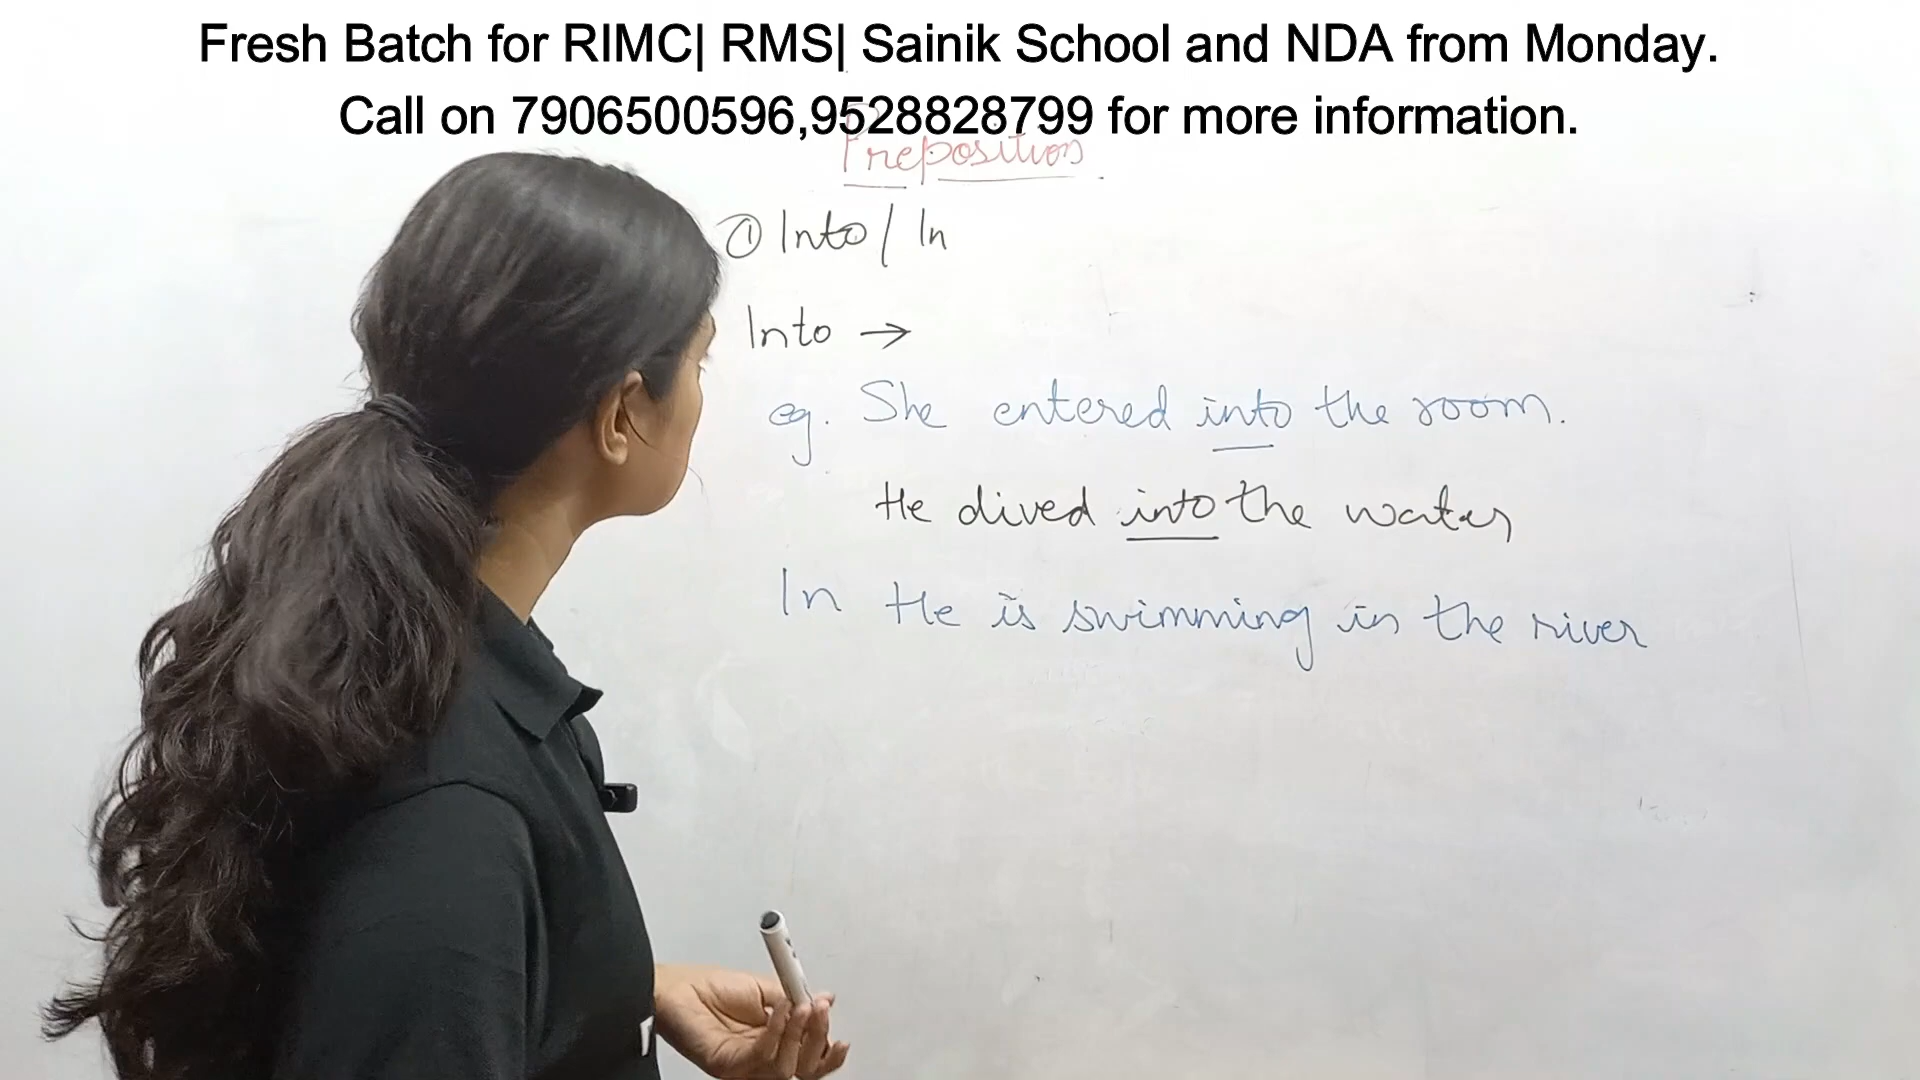 Fresh Batch for RIMC| RMS| Sainik School and NDA from Monday.
Call on 7906500596,9528828799 for more information.
Preposition
① Into / In
Into →
eg. She entered into the room.
He dived into the water
In He is swimming in the river